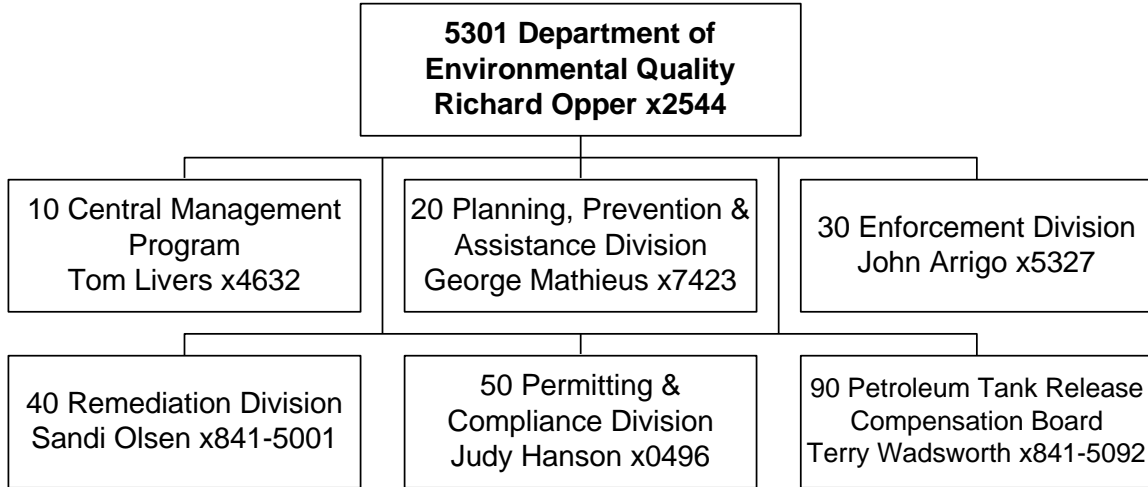 5301 Department of
Environmental Quality
Richard Opper x2544
10 Central Management
Program
Tom Livers x4632
20 Planning, Prevention &
Assistance Division
George Mathieus x7423
30 Enforcement Division
John Arrigo x5327
40 Remediation Division
Sandi Olsen x841-5001
50 Permitting &
Compliance Division
Judy Hanson x0496
90 Petroleum Tank Release
Compensation Board
Terry Wadsworth x841-5092